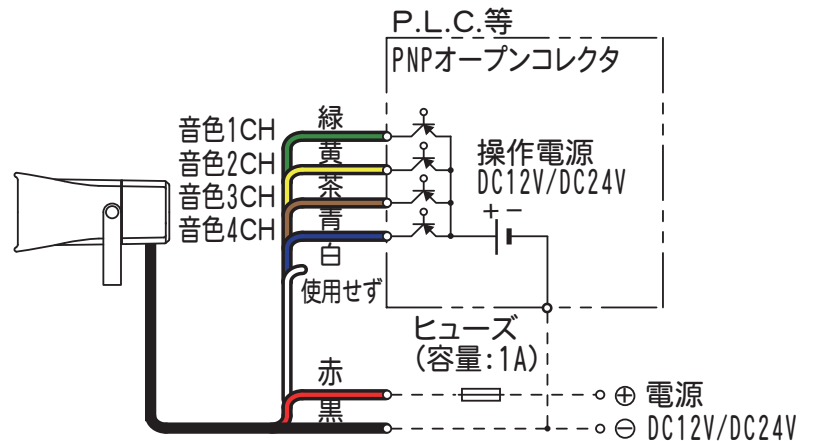 P.L.C.等
PNPオープンコレクタ
音色1CH
緑
音色2CH
黄
音色3CH
茶
音色4CH
青
白
使用せず
操作電源
DC12V/DC24V
+ -
ヒューズ
(容量:1A)
赤
⊕ 電源
黒
⊖ DC12V/DC24V